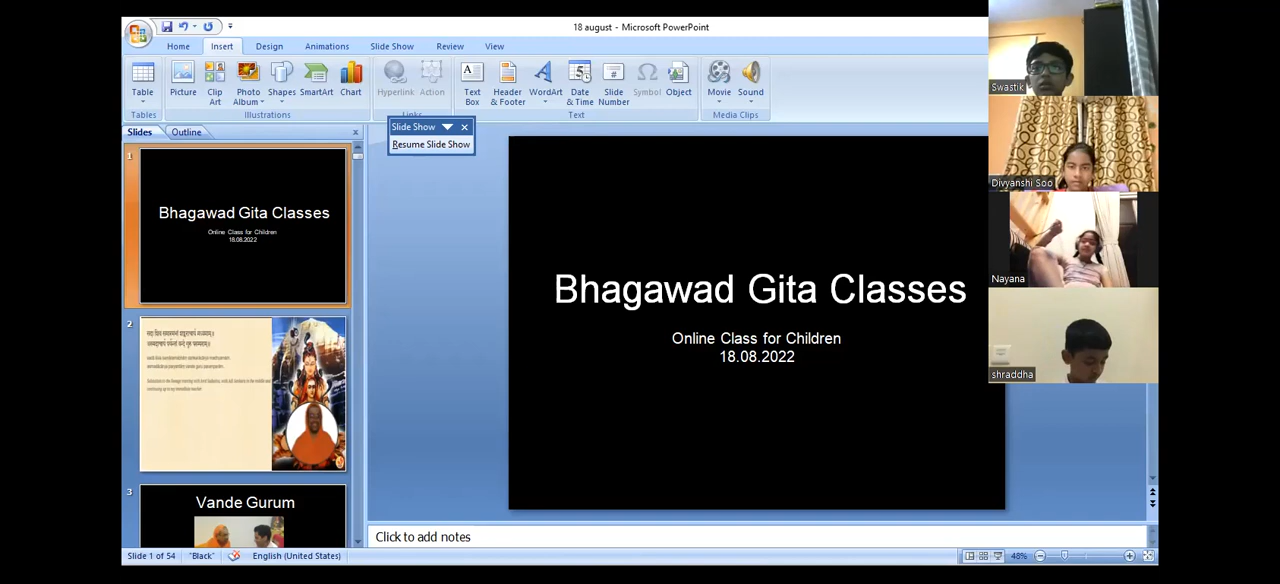 18 august - Microsoft PowerPoint
Home Insert Design Animations Slide Show Review View
Table Picture Clip Art Photo Album Shapes SmartArt Chart Hyperlink Action Text Box Header & Footer WordArt Date & Time Slide Number Symbol Object Movie Sound
Tables Illustrations Links Text Media Clips
Slides Outline
Slide Show
Resume Slide Show
1
Bhagawad Gita Classes
Online Class for Children
18.08.2022
2
3
Vande Gurum
Bhagawad Gita Classes
Online Class for Children
18.08.2022
Click to add notes
Slide 1 of 54 "Black" English (United States) 48%
Swastik
Divyanshi Soo
Nayana
shraddha